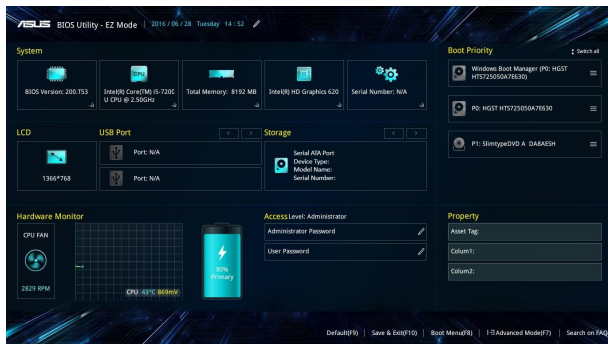 ASUS BIOS Utility - EZ Mode 2016/06/28 Tuesday 14:52
System
BIOS Version: 200.T53
Intel(R) Core(TM) i5-7200
U CPU @ 2.50GHz
Total Memory: 8192 MB
Intel(R) HD Graphics 620
Serial Number: N/A
CPU
Boot Priority
Switch all
Windows Boot Manager (P0: HGST
HTS725050A7E630)
P0: HGST HTS725050A7E630
P1: SlimtypeDVD A DA8AESH
LCD
1366*768
USB Port
Port: N/A
Port: N/A
Storage
Serial ATA Port
Device Type:
Model Name:
Serial Number:
Hardware Monitor
CPU FAN
2829 RPM
CPU 43°C 869mV
90%
Primary
Access Level: Administrator
Administrator Password
User Password
Property
Asset Tag:
Colum1:
Colum2:
Default(F9) | Save & Exit(F10) | Boot Menu(F8) | Advanced Mode(F7) | Search on FAQ